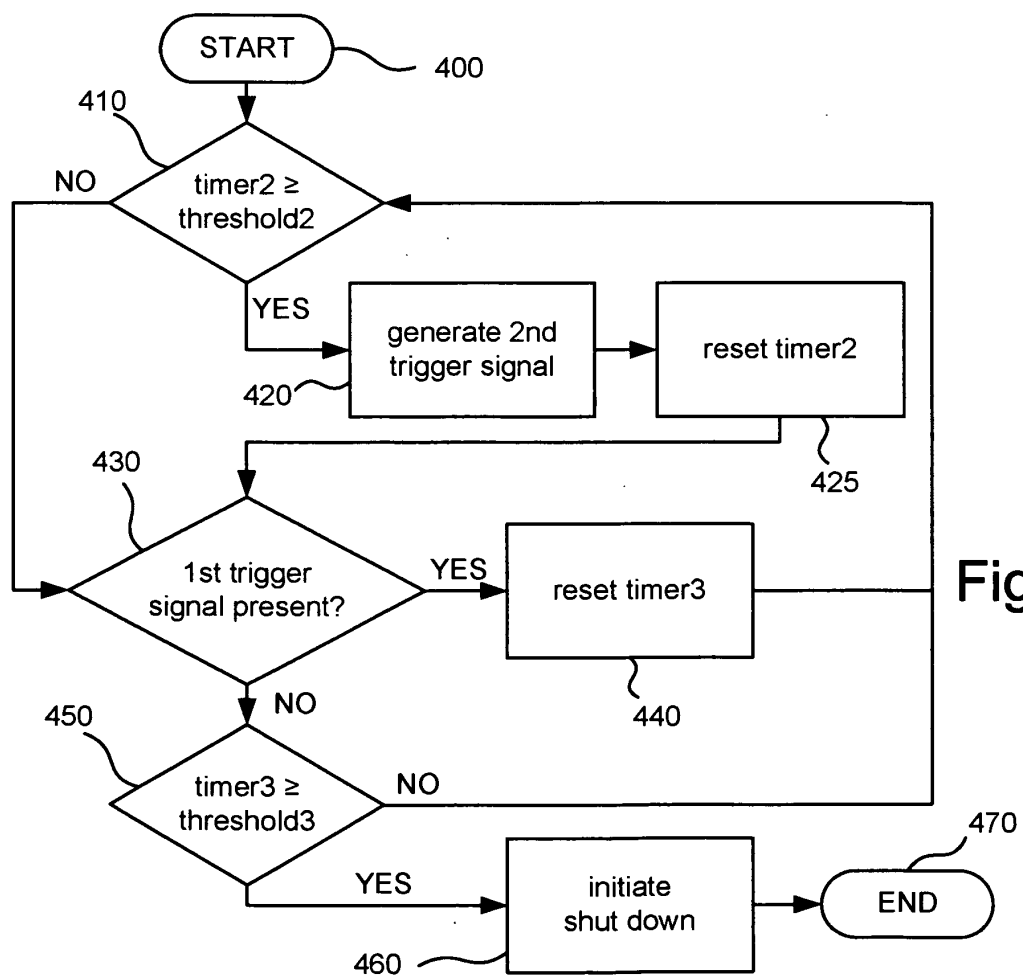 START
400
410
NO
timer2 ≥
threshold2
YES
generate 2nd
trigger signal
420
reset timer2
425
430
1st trigger
signal present?
YES
reset timer3
440
Fig
NO
450
timer3 ≥
threshold3
NO
YES
initiate
shut down
460
470
END